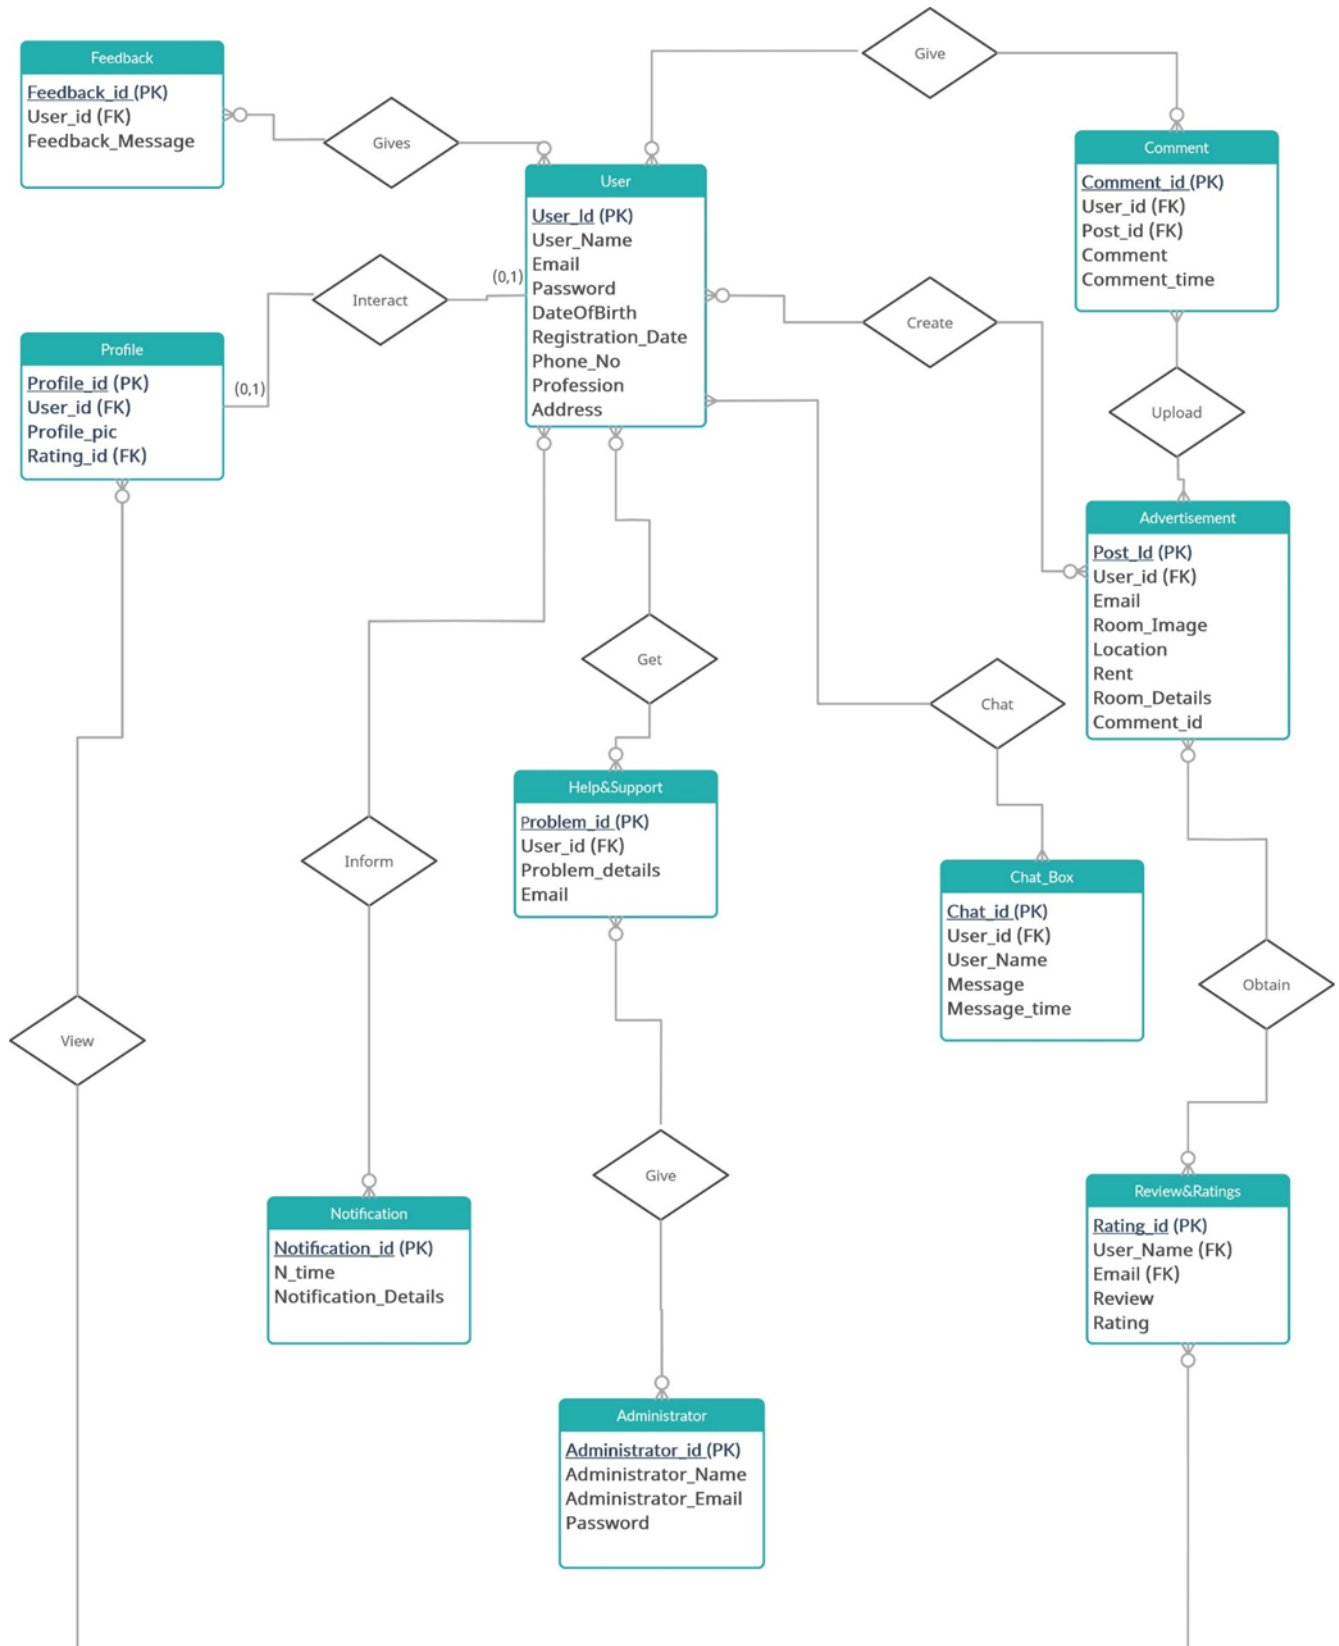 Feedback
Feedback_id (PK)
User_id (FK)
Feedback_Message
Gives
Give
User
User_Id (PK)
User_Name
Email
Password
DateOfBirth
Registration_Date
Phone_No
Profession
Address
Comment
Comment_id (PK)
User_id (FK)
Post_id (FK)
Comment
Comment_time
(0,1)
Interact
Create
Profile
Profile_id (PK)
User_id (FK)
Profile_pic
Rating_id (FK)
(0,1)
Upload
Advertisement
Post_Id (PK)
User_id (FK)
Email
Room_Image
Location
Rent
Room_Details
Comment_id
Get
Chat
Help&Support
Problem_id (PK)
User_id (FK)
Problem_details
Email
Inform
Chat_Box
Chat_id (PK)
User_id (FK)
User_Name
Message
Message_time
Obtain
View
Give
Notification
Notification_id (PK)
N_time
Notification_Details
Review&Ratings
Rating_id (PK)
User_Name (FK)
Email (FK)
Review
Rating
Administrator
Administrator_id (PK)
Administrator_Name
Administrator_Email
Password